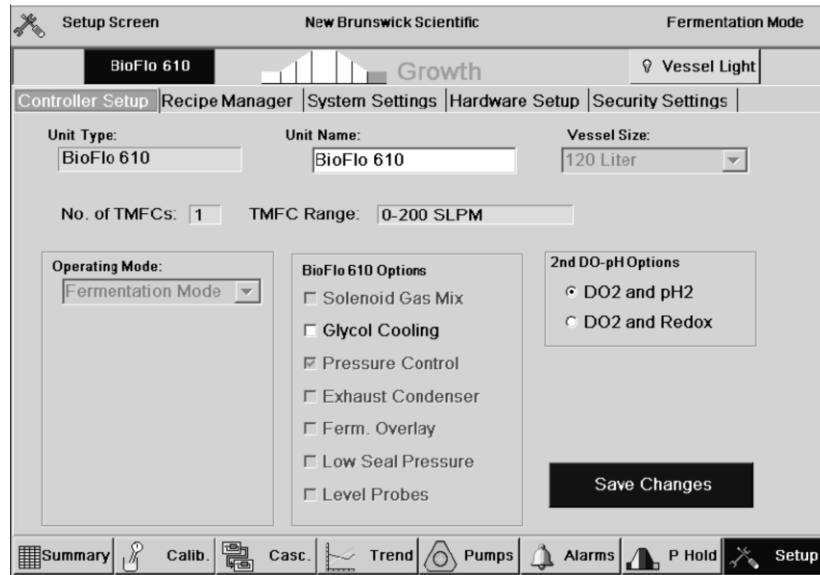 Setup Screen New Brunswick Scientific Fermentation Mode
BioFlo 610 Growth Vessel Light
Controller Setup Recipe Manager System Settings Hardware Setup Security Settings
Unit Type: Unit Name: Vessel Size:
BioFlo 610 BioFlo 610 120 Liter
No. of TMFCs: 1 TMFC Range: 0-200 SLPM
Operating Mode:
Fermentation Mode
BioFlo 610 Options
Solenoid Gas Mix
Glycol Cooling
Pressure Control
Exhaust Condenser
Ferm. Overlay
Low Seal Pressure
Level Probes
2nd DO-pH Options
DO2 and pH2
DO2 and Redox
Save Changes
Summary Calib. Casc. Trend Pumps Alarms P Hold Setup